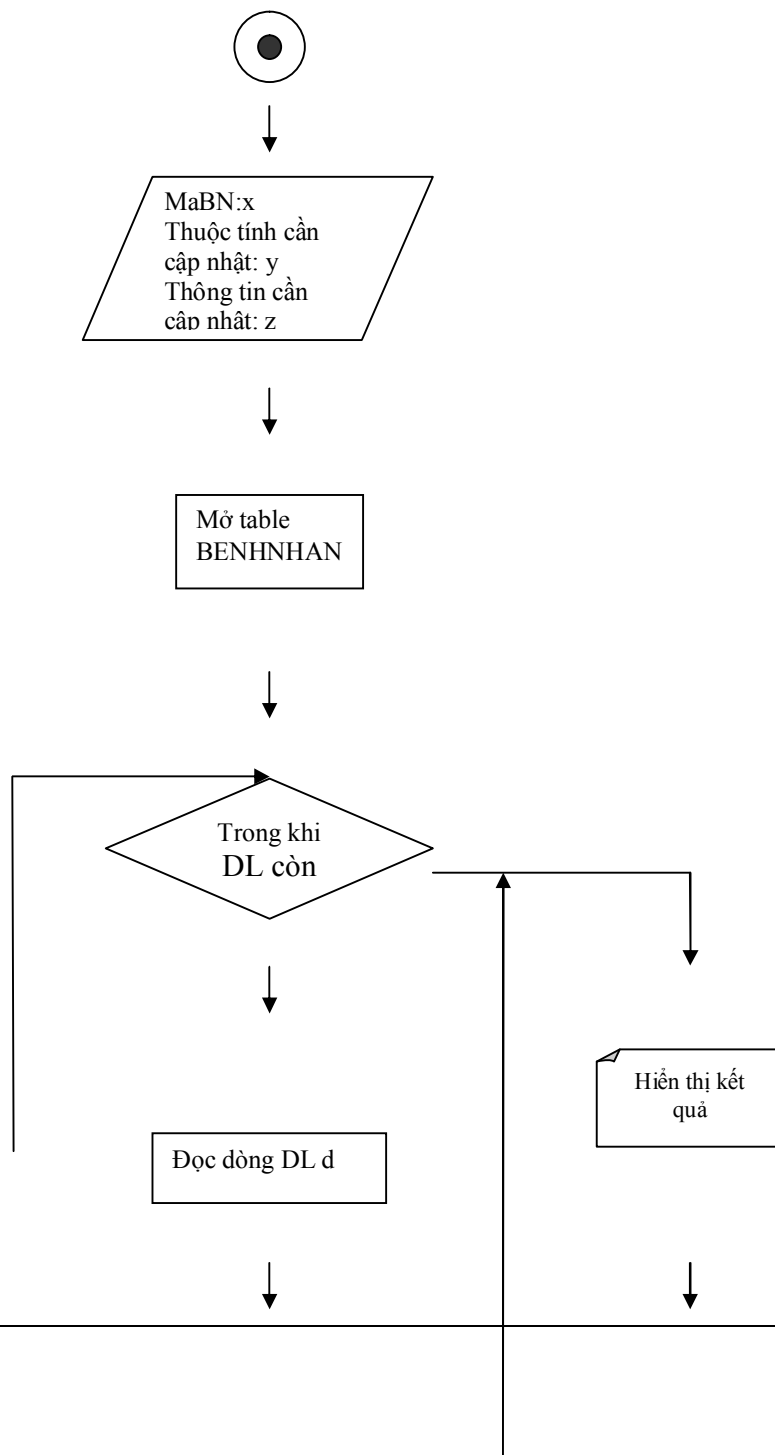 MaBN:x
Thuộc tính cần
cập nhật: y
Thông tin cần
cập nhật: z
Mở table
BENHNHAN
Trong khi
DL còn
Hiển thị kết
quả
Đọc dòng DL d